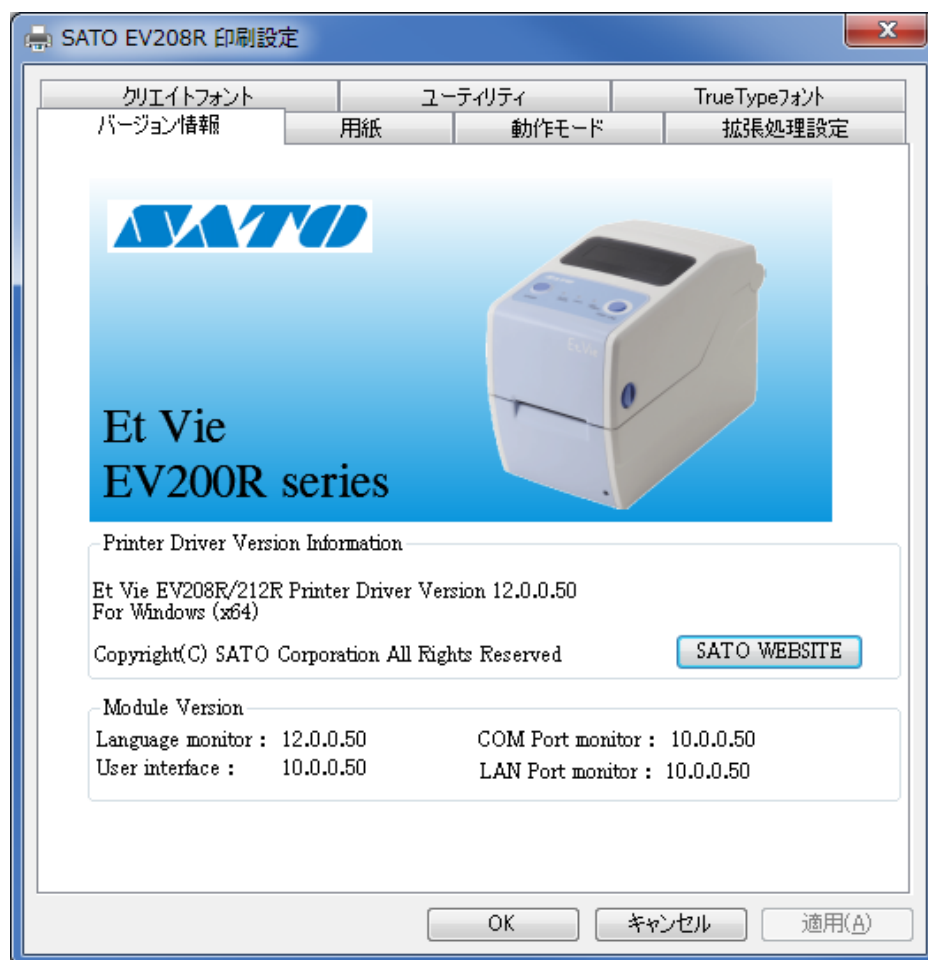 SATO EV208R 印刷設定
クリエイトフォント ユーティリティ TrueTypeフォント
バージョン情報 用紙 動作モード 拡張処理設定
SATO
Et Vie
Et Vie
EV200R series
Printer Driver Version Information
Et Vie EV208R/212R Printer Driver Version 12.0.0.50
For Windows (x64)
Copyright(C) SATO Corporation All Rights Reserved SATO WEBSITE
Module Version
Language monitor : 12.0.0.50 COM Port monitor : 10.0.0.50
User interface : 10.0.0.50 LAN Port monitor : 10.0.0.50
OK キャンセル 適用(A)